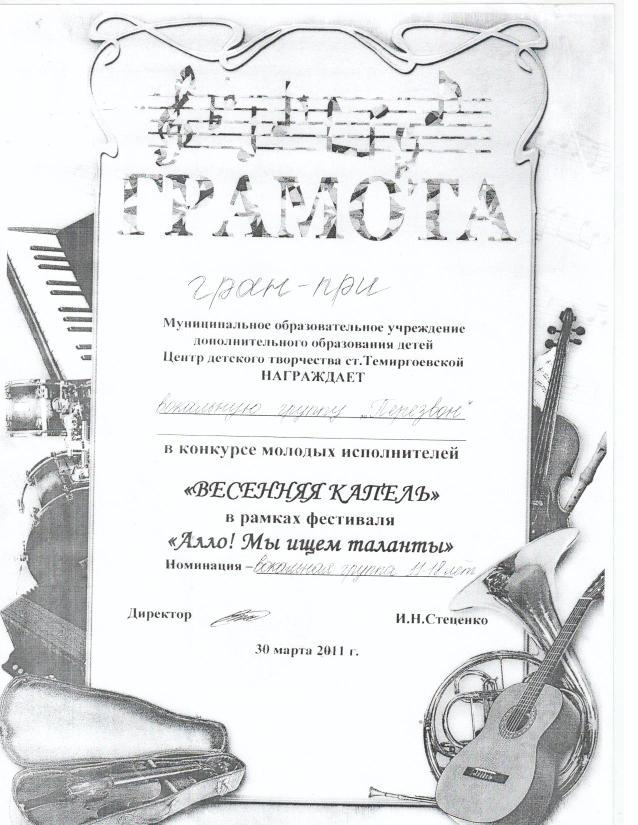 ГРАМОТА
гран-при
Муниципальное образовательное учреждение
дополнительного образования детей
Центр детского творчества ст.Темиргоевской
НАГРАЖДАЕТ
вокальную группу „Перезвон"
в конкурсе молодых исполнителей
«ВЕСЕННЯЯ КАПЕЛЬ»
в рамках фестиваля
«Алло! Мы ищем таланты»
Номинация –вокальная группа 11-18 лет
Директор И.Н.Стеценко
30 марта 2011 г.